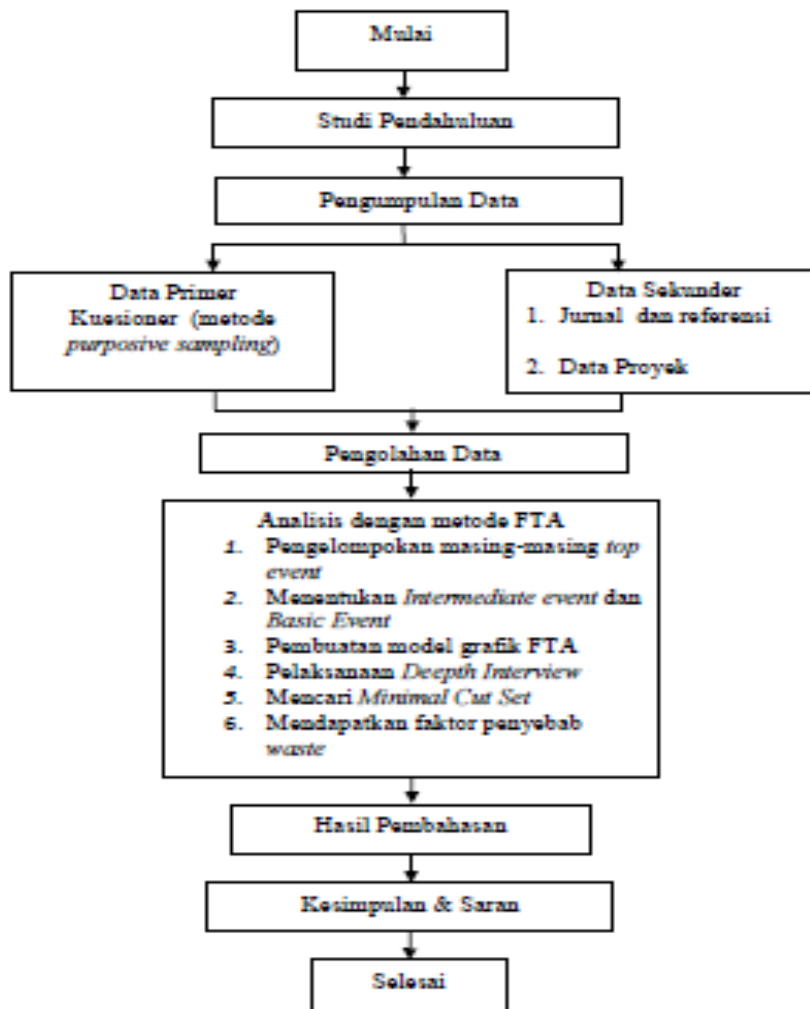 Mulai
Studi Pendahuluan
Pengumpulan Data
Data Primer
Kuesioner (metode
purposive sampling)
Data Sekunder
1. Jurnal dan referensi
2. Data Proyek
Pengolahan Data
Analisis dengan metode FTA
1. Pengelompokan masing-masing top
event
2. Menentukan Intermediate event dan
Basic Event
3. Pembuatan model grafik FTA
4. Pelaksanaan Deepth Interview
5. Mencari Minimal Cut Set
6. Mendapatkan faktor penyebab
waste
Hasil Pembahasan
Kesimpulan & Saran
Selesai